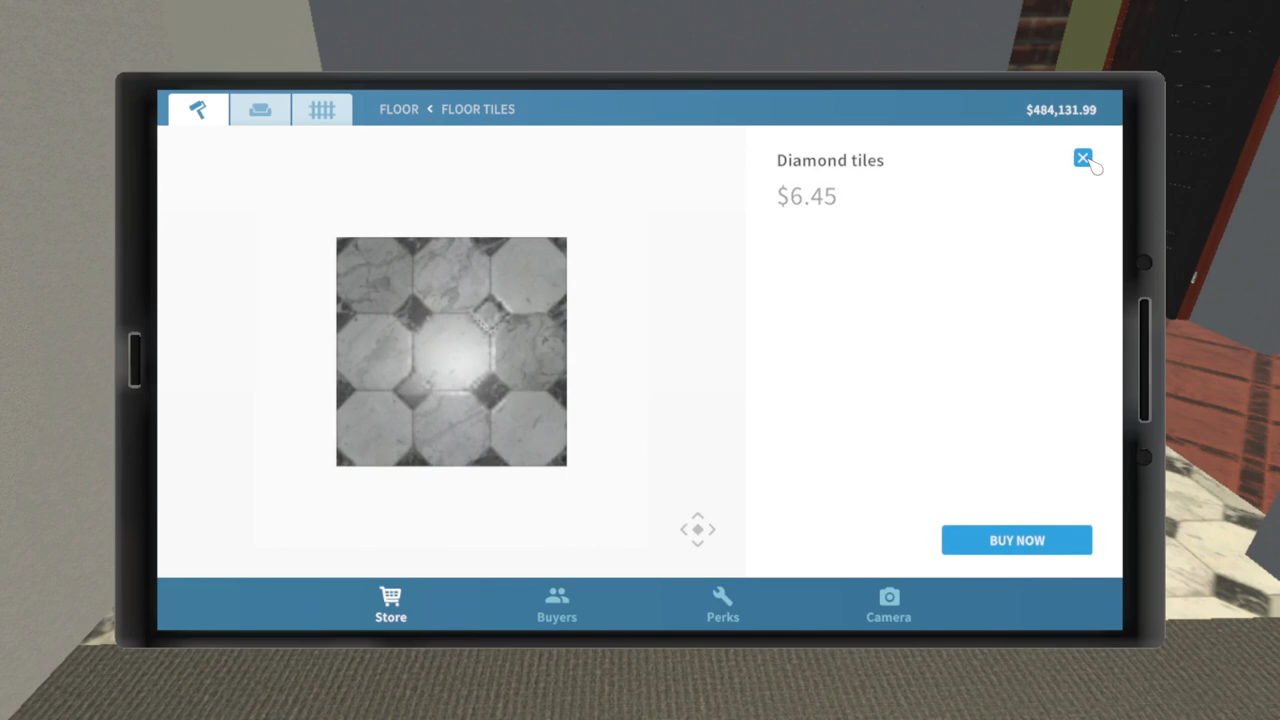 FLOOR < FLOOR TILES
$484,131.99
Diamond tiles
$6.45
BUY NOW
Store
Buyers
Perks
Camera